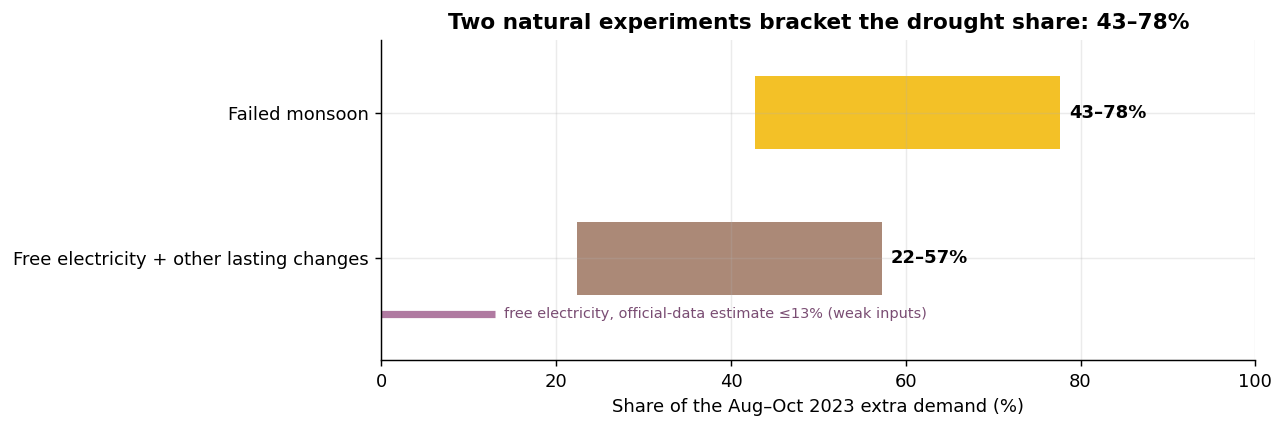 Two natural experiments bracket the drought share: 43–78%
Failed monsoon
43–78%
Free electricity + other lasting changes
22–57%
free electricity, official-data estimate ≤13% (weak inputs)
0 20 40 60 80 100
Share of the Aug–Oct 2023 extra demand (%)